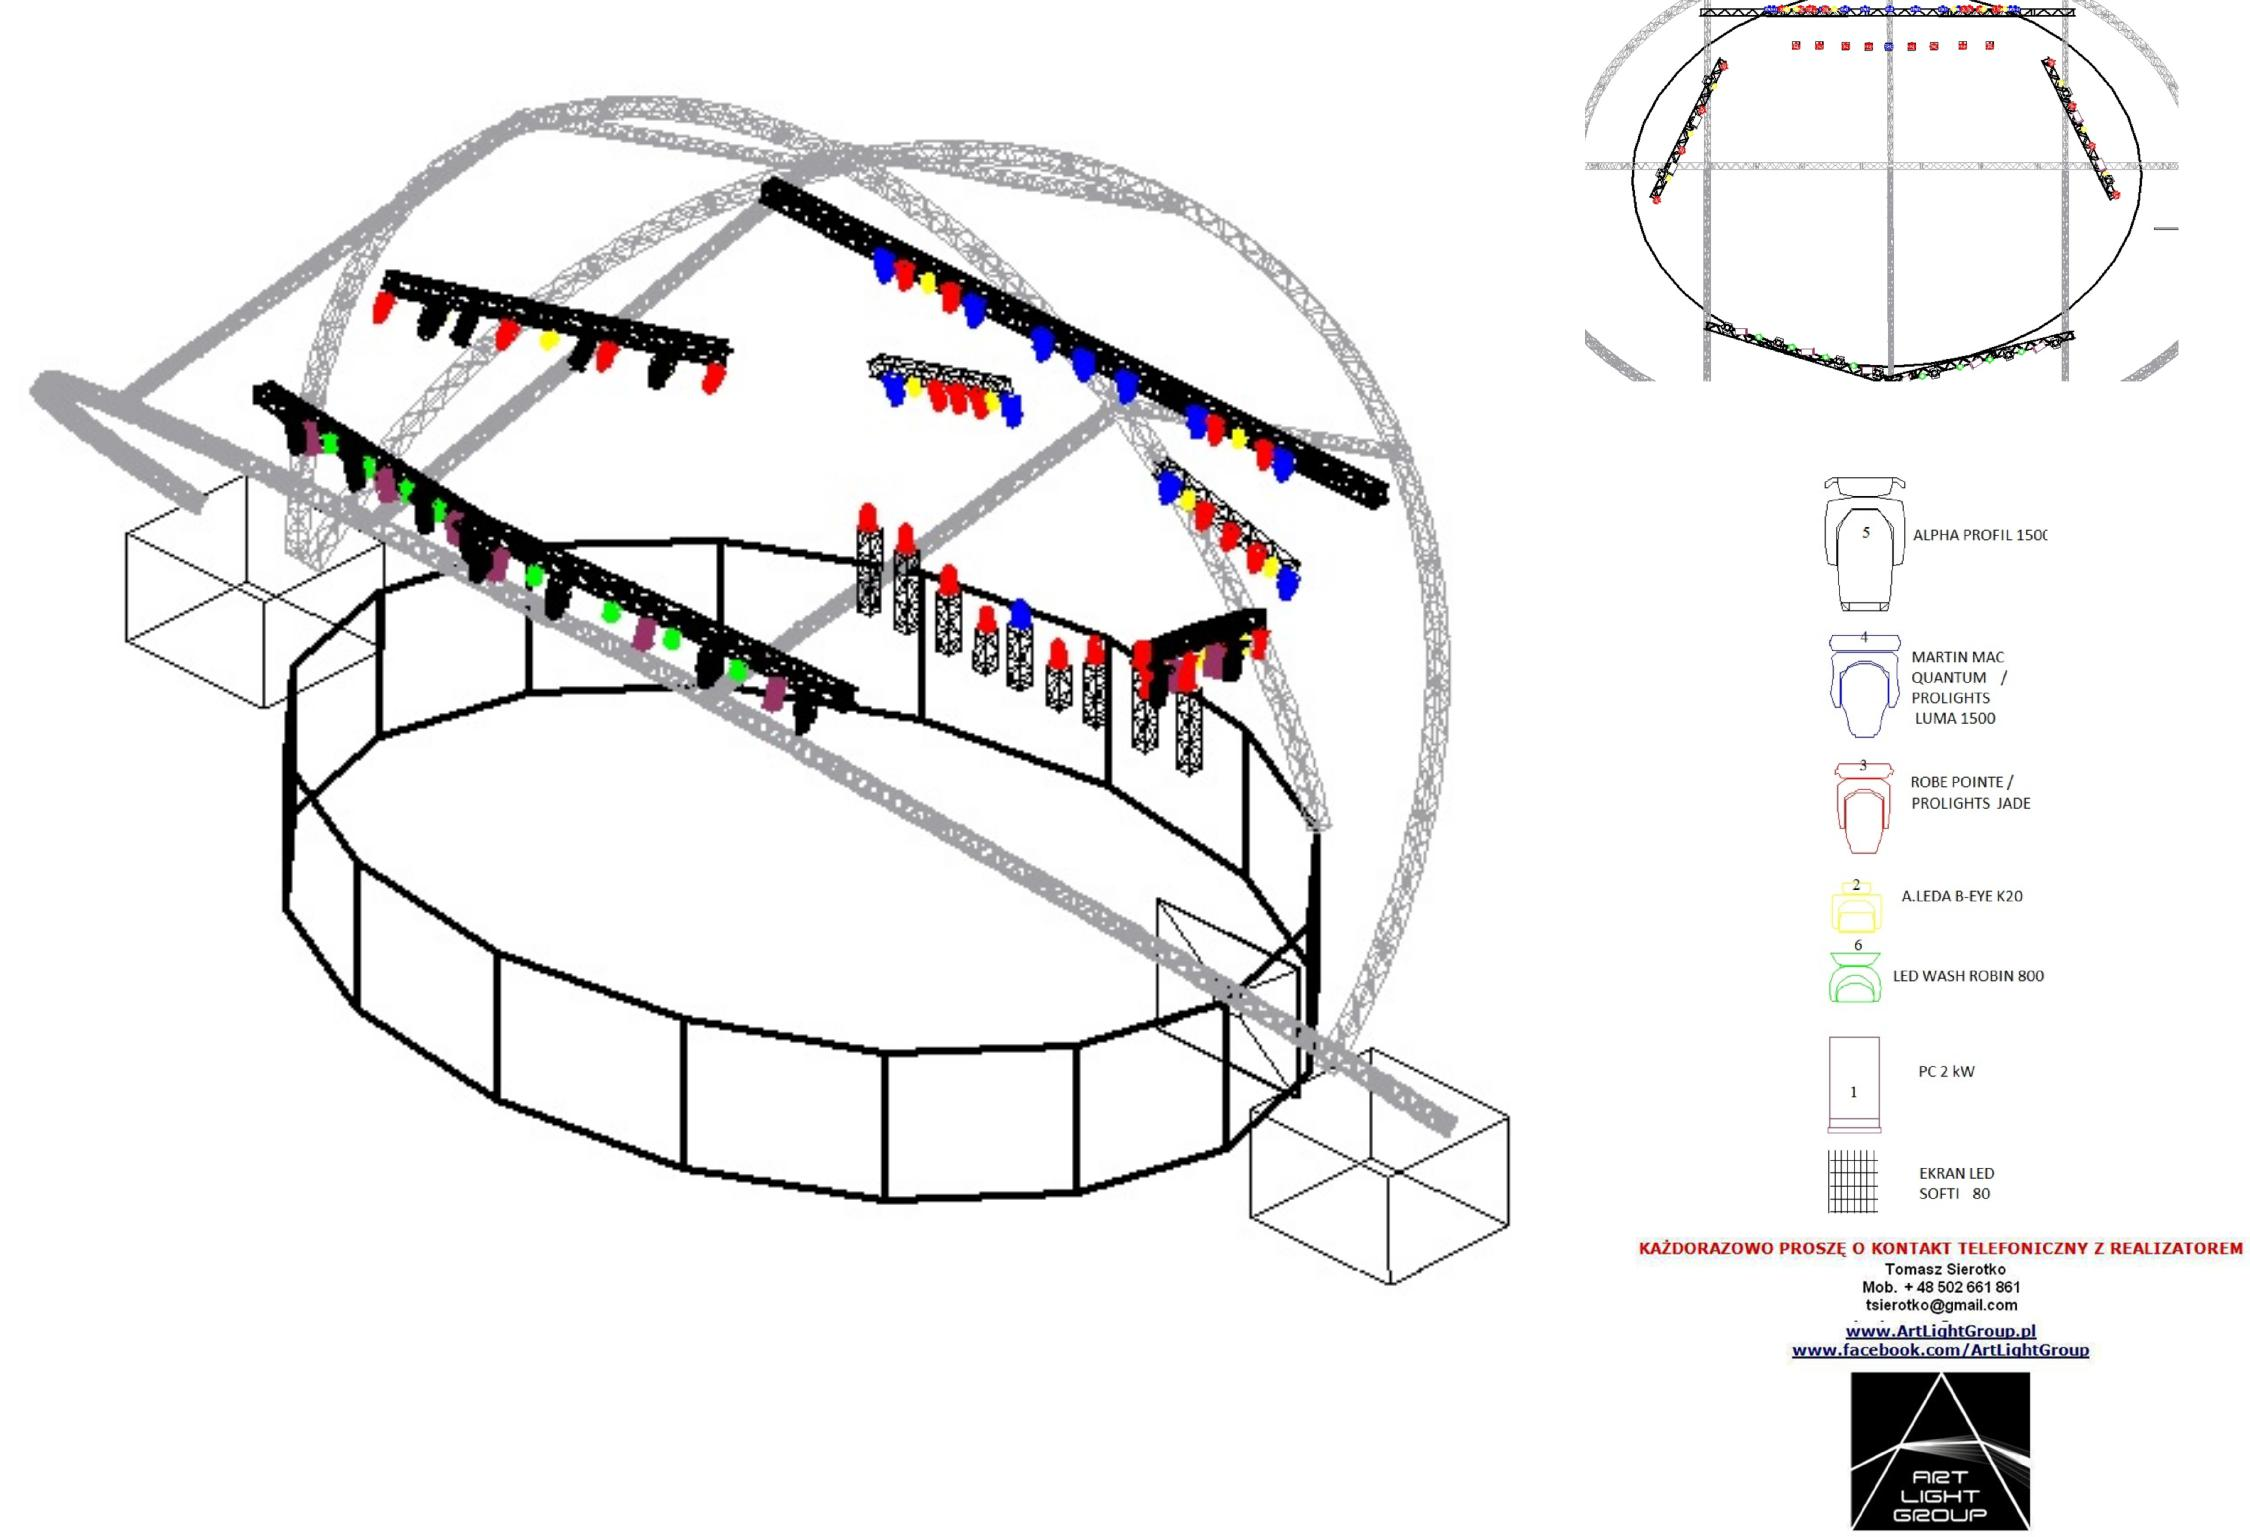 5
ALPHA PROFIL 1500
4
MARTIN MAC
QUANTUM /
PROLIGHTS
LUMA 1500
3
ROBE POINTE /
PROLIGHTS JADE
2
A.LEDA B-EYE K20
6
LED WASH ROBIN 800
PC 2 kW
1
EKRAN LED
SOFTI 80
KAŻDORAZOWO PROSZĘ O KONTAKT TELEFONICZNY Z REALIZATOREM
Tomasz Sierotko
Mob. + 48 502 661 861
tsierotko@gmail.com
www.ArtLightGroup.pl
www.facebook.com/ArtLightGroup
ART
LIGHT
GROUP